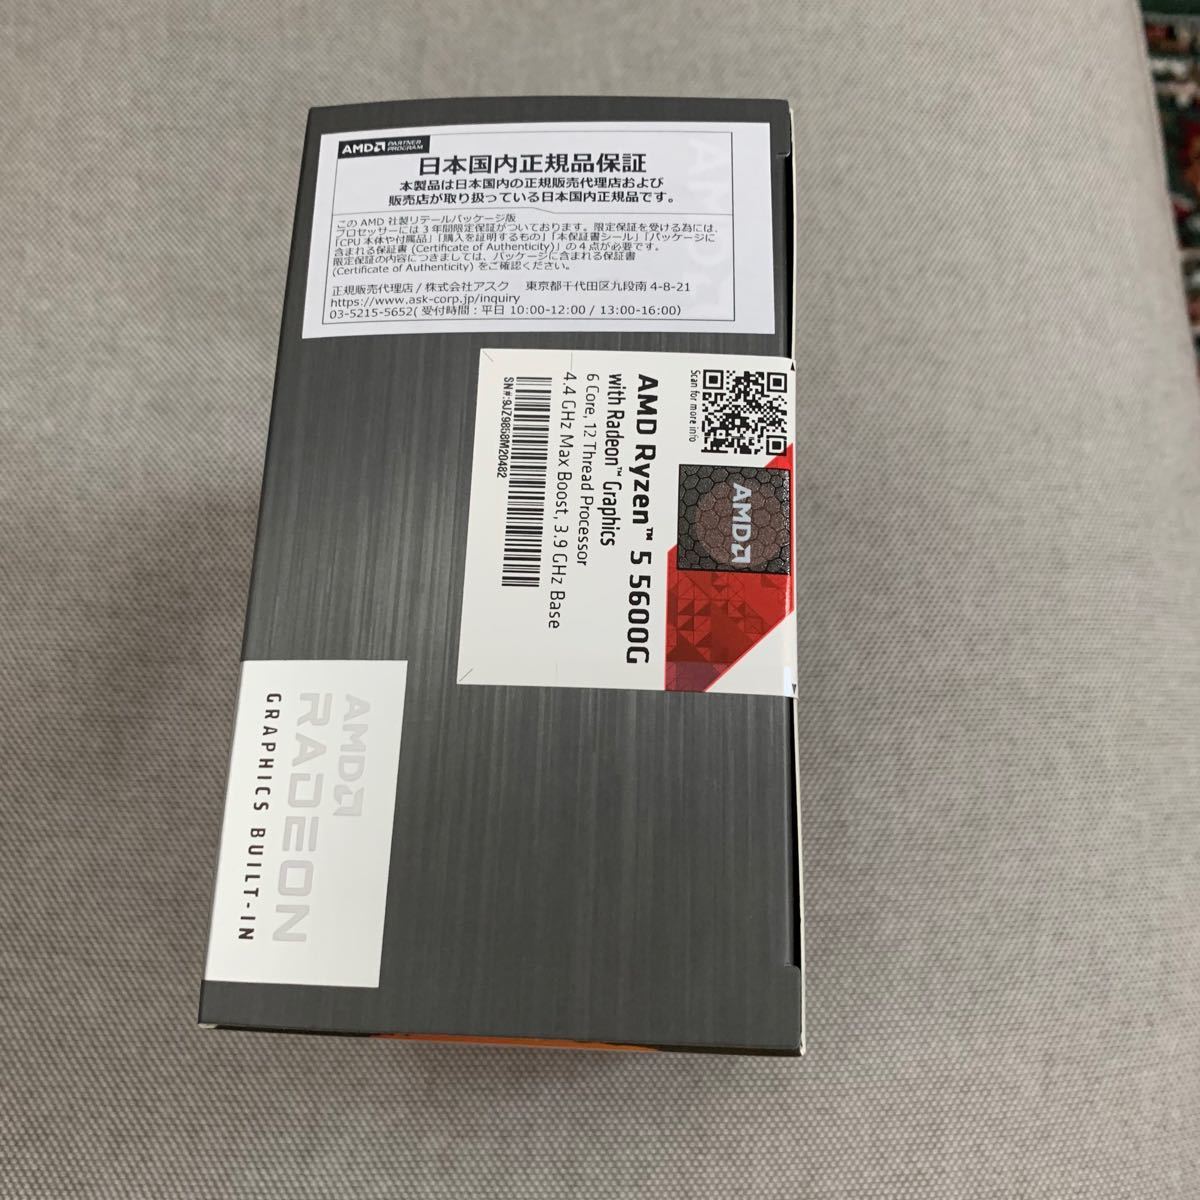 AMD PARTNER PROGRAM
日本国内正規品保証
本製品は日本国内の正規販売代理店および
販売店が取り扱っている日本国内正規品です。
この AMD 社製リテールパッケージ版
プロセッサーには 3 年間限定保証がついております。限定保証を受ける為には、
「CPU 本体や付属品」「購入を証明するもの」「本保証書シール」「パッケージに
含まれる保証書 (Certificate of Authenticity)」の 4 点が必要です。
限定保証の内容につきましては、パッケージに含まれる保証書
(Certificate of Authenticity) をご確認ください。
正規販売代理店 / 株式会社アスク 東京都千代田区九段南 4-8-21
https://www.ask-corp.jp/inquiry
03-5215-5652( 受付時間：平日 10:00-12:00 / 13:00-16:00)
Scan for more info
AMD
AMD Ryzen™ 5 5600G
with Radeon™ Graphics
6 Core, 12 Thread Processor
4.4 GHz Max Boost, 3.9 GHz Base
SN#:9JZ9858M20482
AMD
RADEON
GRAPHICS BUILT-IN